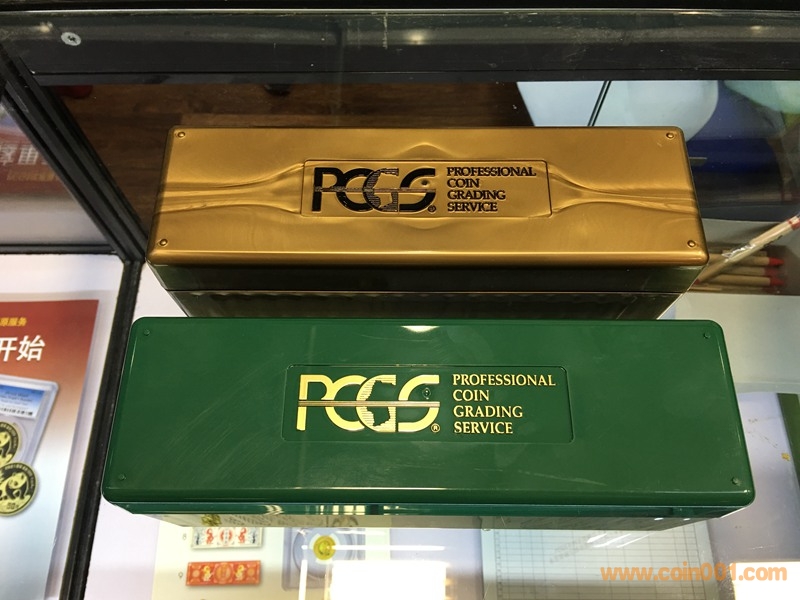 PCGS®
PROFESSIONAL
COIN
GRADING
SERVICE
PCGS®
PROFESSIONAL
COIN
GRADING
SERVICE
开始
www.coin001.com